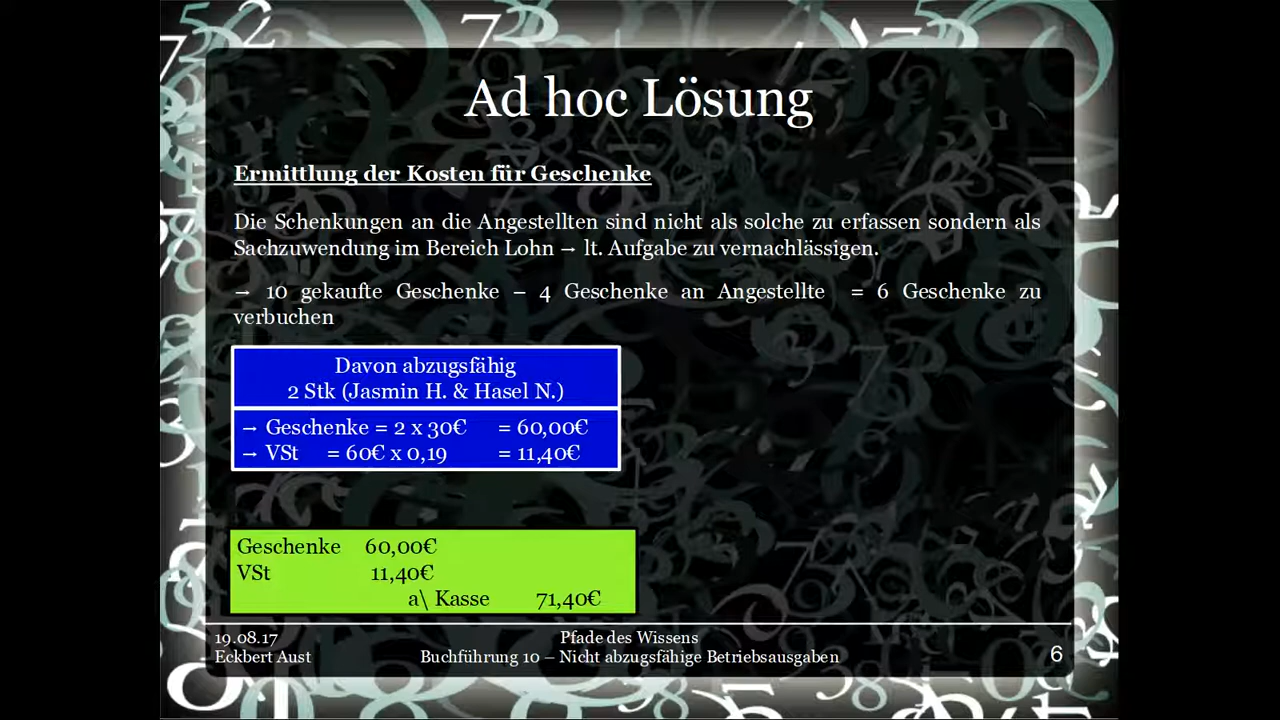 Ad hoc Lösung
Ermittlung der Kosten für Geschenke
Die Schenkungen an die Angestellten sind nicht als solche zu erfassen sondern als
Sachzuwendung im Bereich Lohn → lt. Aufgabe zu vernachlässigen.
→ 10 gekaufte Geschenke – 4 Geschenke an Angestellte = 6 Geschenke zu
verbuchen
Davon abzugsfähig
2 Stk (Jasmin H. & Hasel N.)
→ Geschenke = 2 x 30€ = 60,00€
→ VSt = 60€ x 0,19 = 11,40€
Geschenke 60,00€
VSt 11,40€
a\ Kasse 71,40€
19.08.17 Pfade des Wissens
Eckbert Aust Buchführung 10 – Nicht abzugsfähige Betriebsausgaben 6